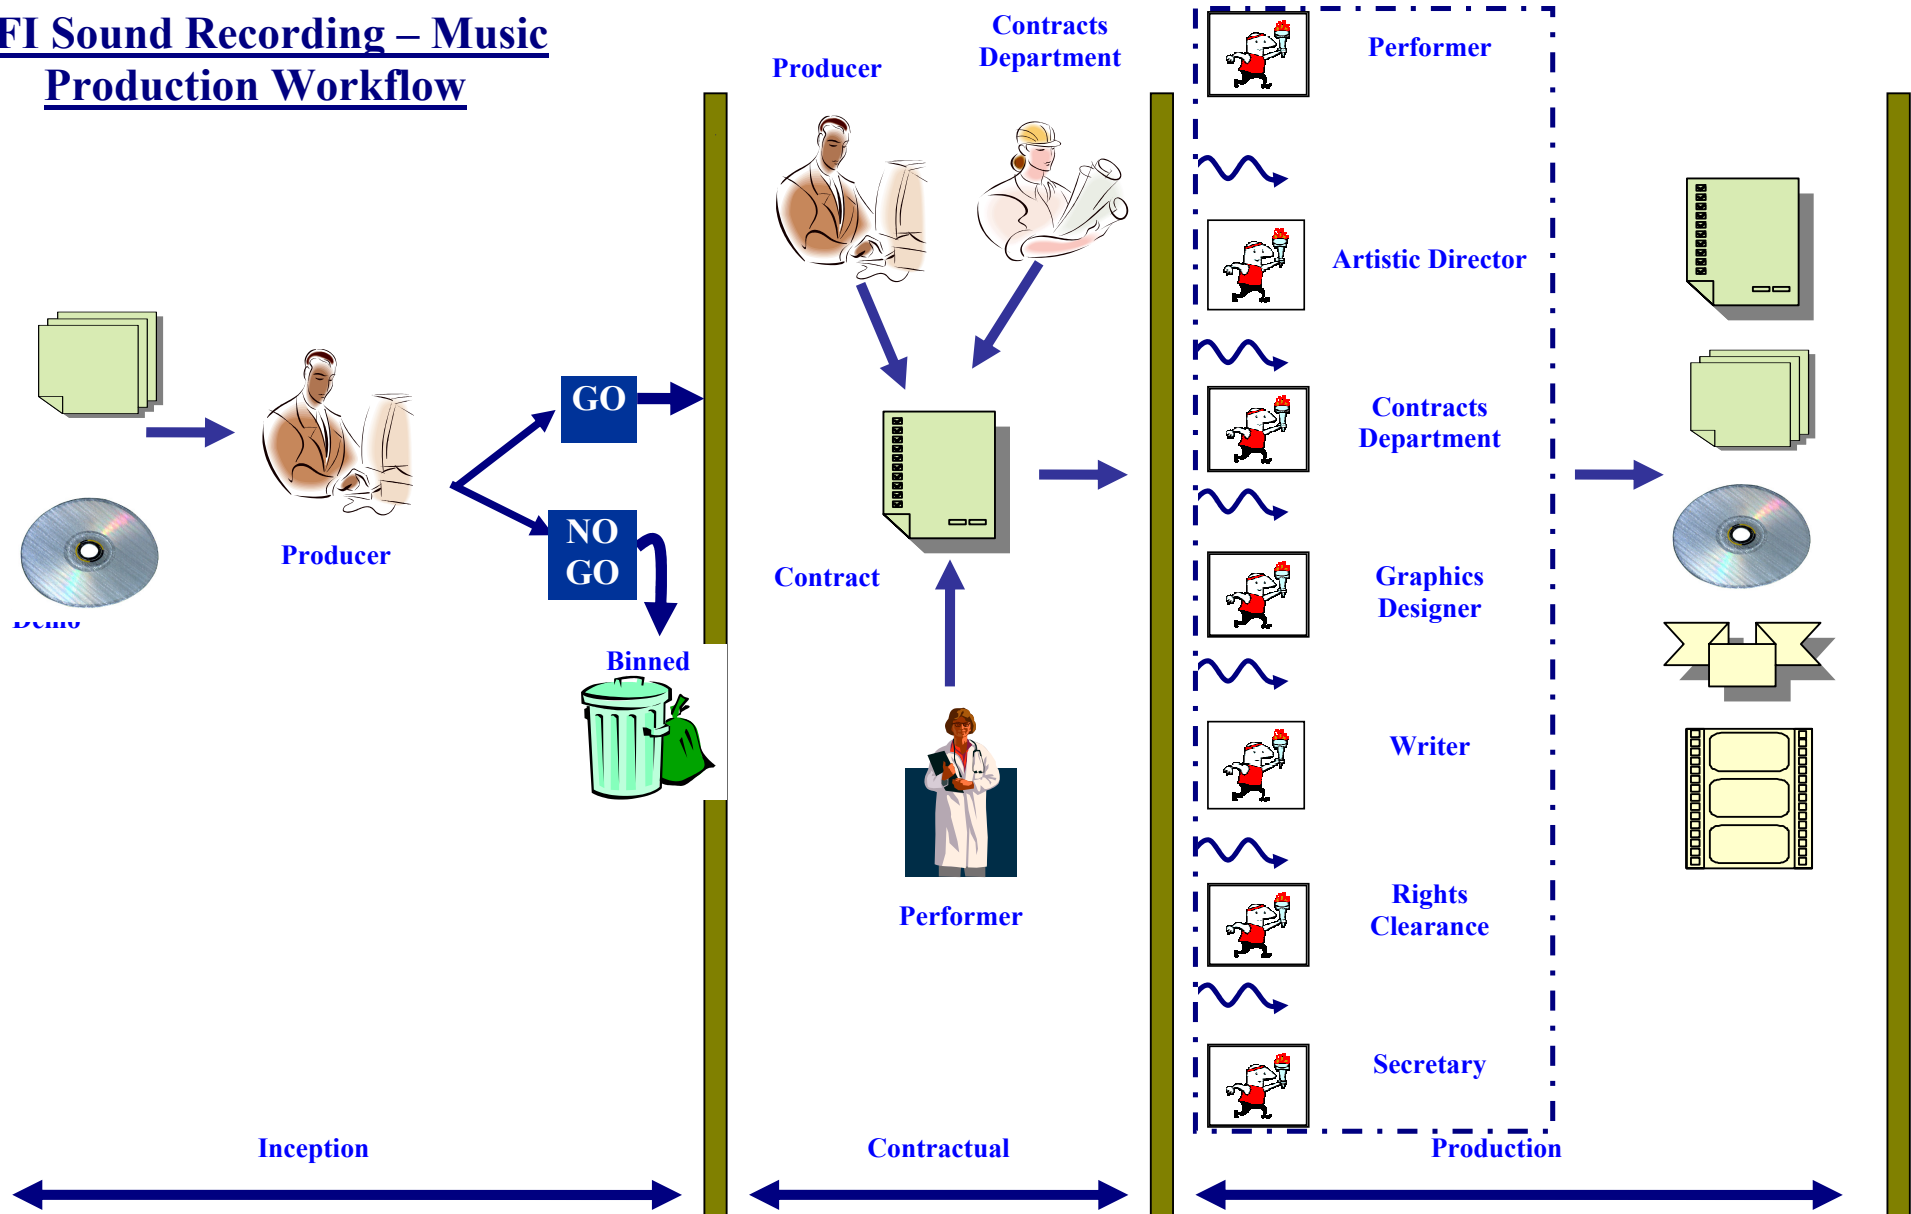 FI Sound Recording – Music
Production Workflow
Producer
GO
NO
GO
Binned
Demo
Inception
Producer
Contracts
Department
Contract
Performer
Contractual
Performer
Artistic Director
Contracts
Department
Graphics
Designer
Writer
Rights
Clearance
Secretary
Production